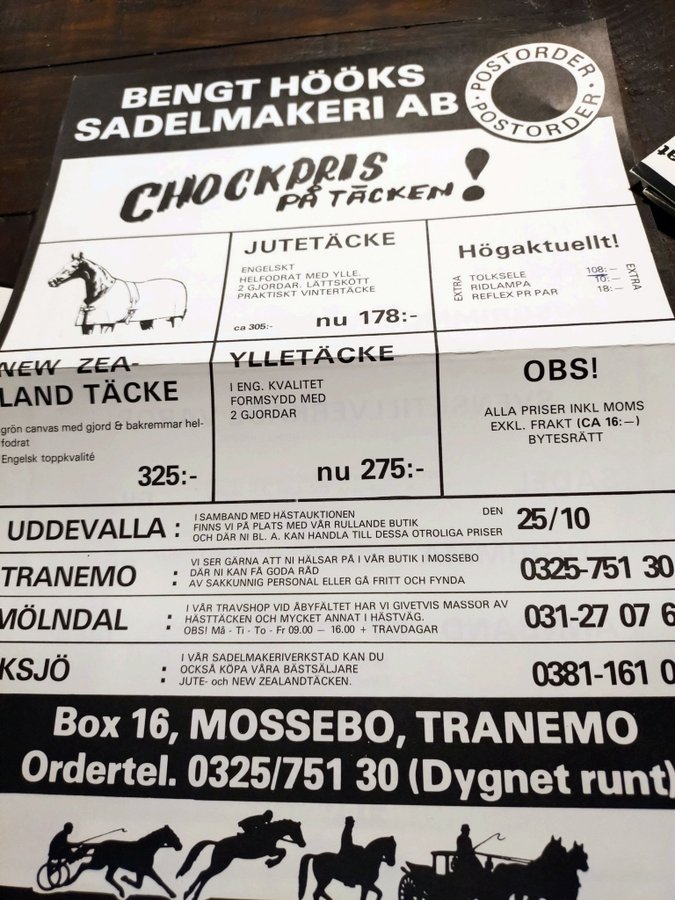 BENGT HÖÖKS
SADELMAKERI AB
POSTORDER · POSTORDER ·
CHOCKPRIS
PÅ TÄCKEN!
JUTETÄCKE
ENGELSKT
HELFODRAT MED YLLE.
2 GJORDAR. LÄTTSKÖTT
PRAKTISKT VINTERTÄCKE
ca 305:- nu 178:-
Högaktuellt!
EXTRA
TOLKSELE 108:—
RIDLAMPA 10:—
REFLEX PR PAR 18:—
EXTRA
NEW ZEA-
LAND TÄCKE
grön canvas med gjord & bakremmar hel-
fodrat
Engelsk toppkvalité
325:-
YLLETÄCKE
I ENG. KVALITET
FORMSYDD MED
2 GJORDAR
nu 275:-
OBS!
ALLA PRISER INKL MOMS
EXKL. FRAKT (CA 16:—)
BYTESRÄTT
UDDEVALLA :
I SAMBAND MED HÄSTAUKTIONEN DEN 25/10
FINNS VI PÅ PLATS MED VÅR RULLANDE BUTIK
OCH DÄR NI BL. A. KAN HANDLA TILL DESSA OTROLIGA PRISER
TRANEMO :
VI SER GÄRNA ATT NI HÄLSAR PÅ I VÅR BUTIK I MOSSEBO
DÄR NI KAN FÅ GODA RÅD
AV SAKKUNNIG PERSONAL ELLER GÅ FRITT OCH FYNDA
0325-751 30
MÖLNDAL :
I VÅR TRAVSHOP VID ÅBYFÄLTET HAR VI GIVETVIS MASSOR AV
HÄSTTÄCKEN OCH MYCKET ANNAT I HÄSTVÄG.
OBS! Må - Ti - To - Fr 09.00 — 16.00 + TRAVDAGAR
031-27 07 6
KSJÖ :
I VÅR SADELMAKERIVERKSTAD KAN DU
OCKSÅ KÖPA VÅRA BÄSTSÄLJARE
JUTE- och NEW ZEALANDTÄCKEN.
0381-161 0
Box 16, MOSSEBO, TRANEMO
Ordertel. 0325/751 30 (Dygnet runt)